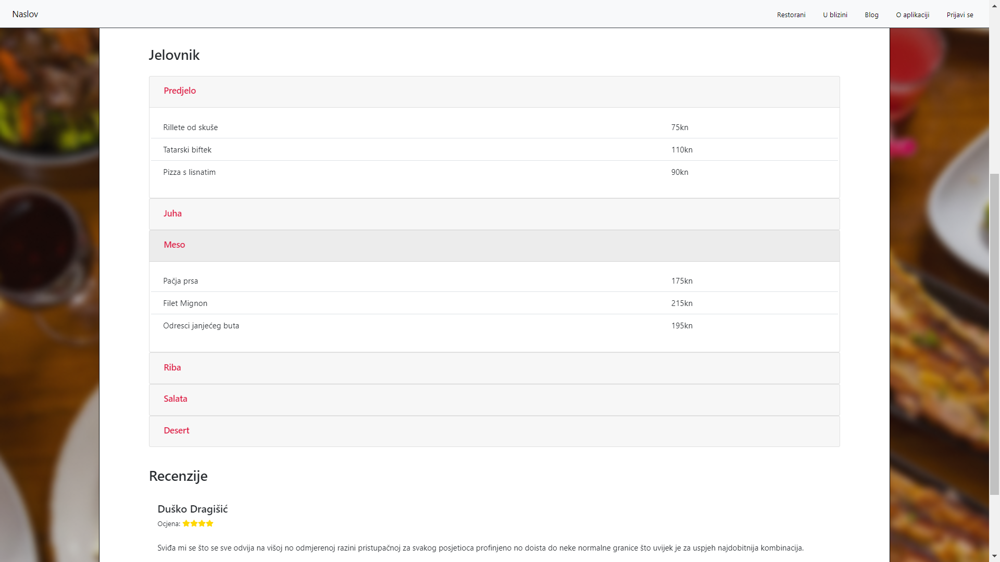 Naslov
Restorani U blizini Blog O aplikaciji Prijavi se
Jelovnik
Predjelo
Rillete od skuše 75kn
Tatarski biftek 110kn
Pizza s lisnatim 90kn
Juha
Meso
Pačja prsa 175kn
Filet Mignon 215kn
Odresci janjećeg buta 195kn
Riba
Salata
Desert
Recenzije
Duško Dragišić
Ocjena:
Sviđa mi se što se sve odvija na višoj no odmjerenoj razini pristupačnoj za svakog posjetioca profinjeno no doista do neke normalne granice što uvijek je za uspjeh najdobitnija kombinacija.